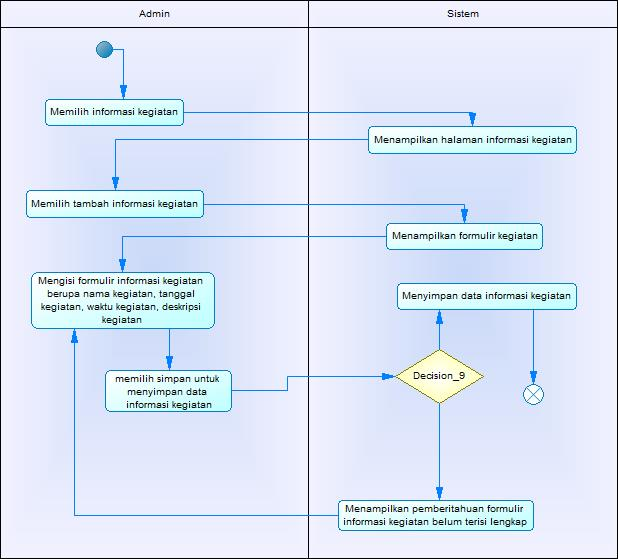 Admin
Sistem
Memilih informasi kegiatan
Menampilkan halaman informasi kegiatan
Memilih tambah informasi kegiatan
Menampilkan formulir kegiatan
Mengisi formulir informasi kegiatan
berupa nama kegiatan, tanggal
kegiatan, waktu kegiatan, deskripsi
kegiatan
Menyimpan data informasi kegiatan
memilih simpan untuk
menyimpan data
informasi kegiatan
Decision_9
Menampilkan pemberitahuan formulir
informasi kegiatan belum terisi lengkap